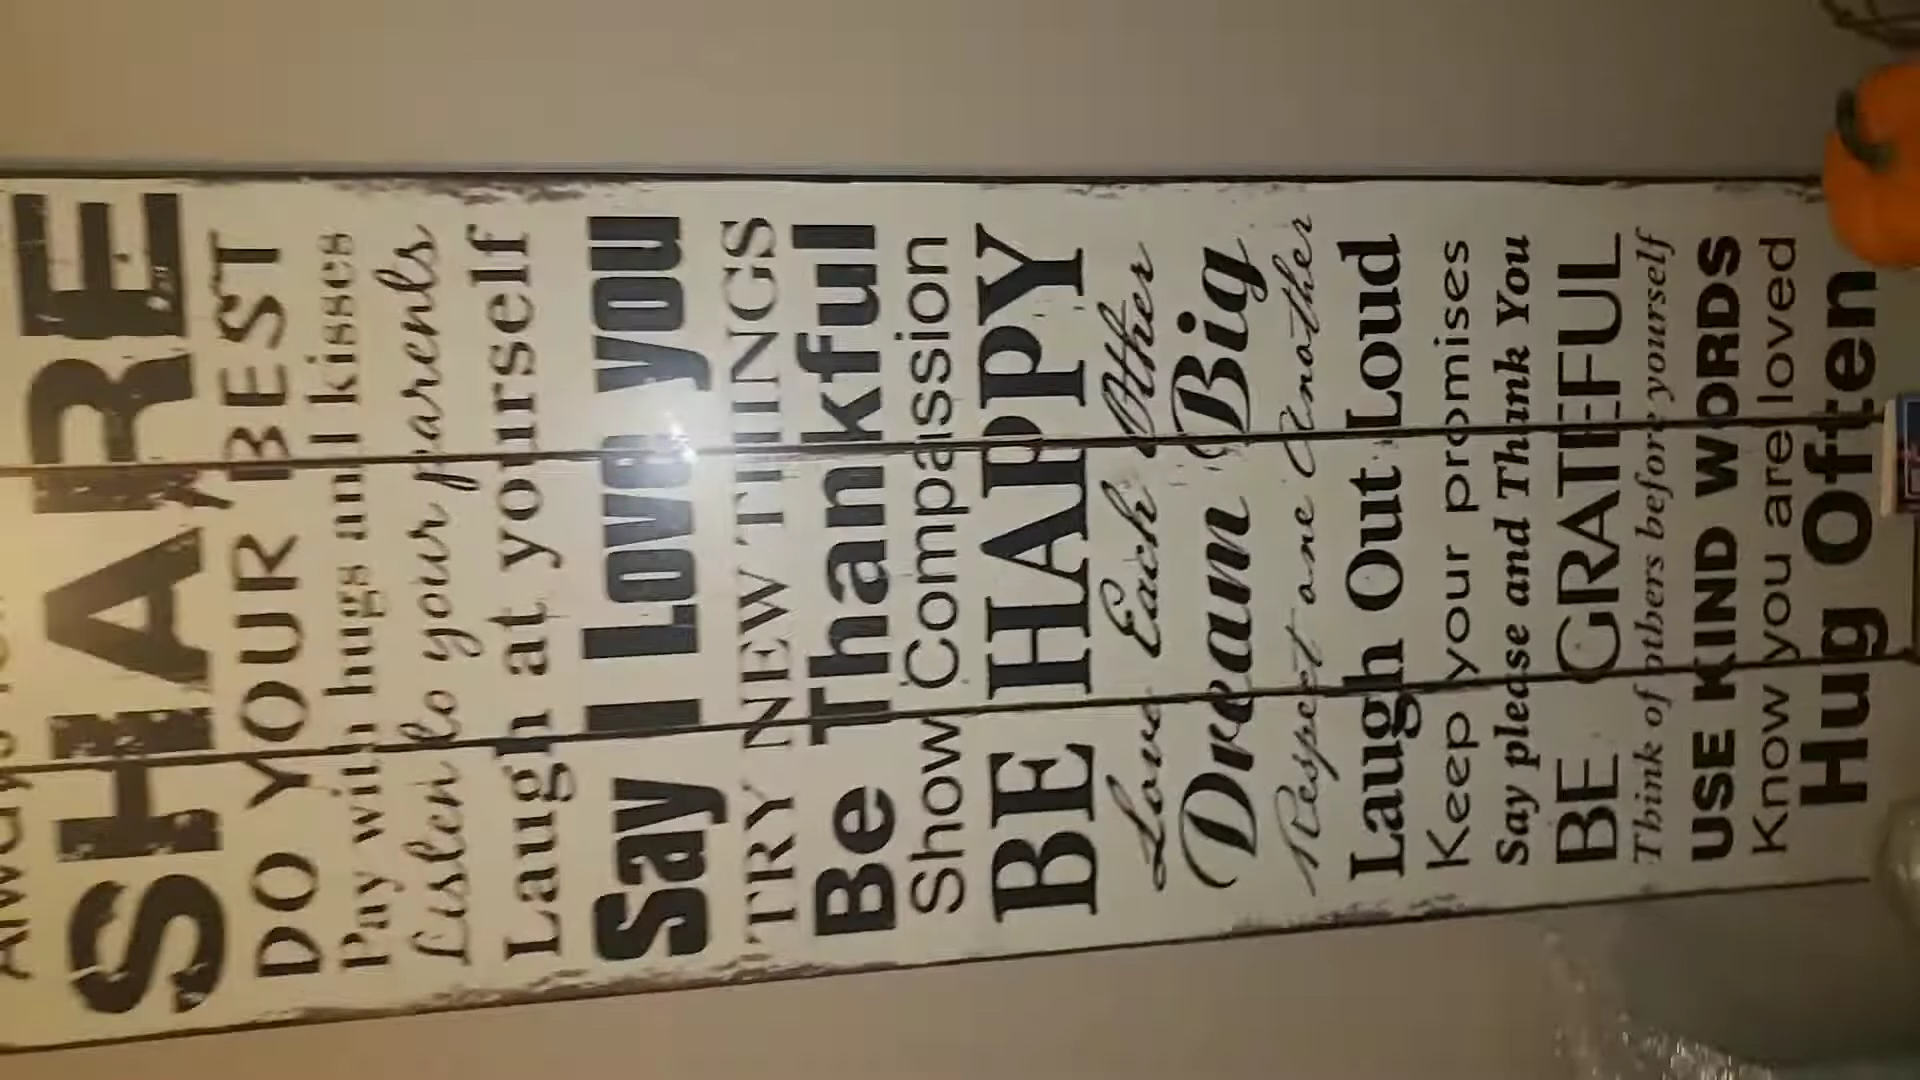 Always
SHARE
DO YOUR BEST
Pay with hugs and kisses
Listen to your parents
Laugh at yourself
Say I Love you
TRY NEW THINGS
Be Thankful
Show Compassion
BE HAPPY
Love Each Other
Dream Big
Respect one Another
Laugh Out Loud
Keep your promises
Say please and Thank You
BE GRATEFUL
Think of others before yourself
USE KIND WORDS
Know you are loved
Hug Often